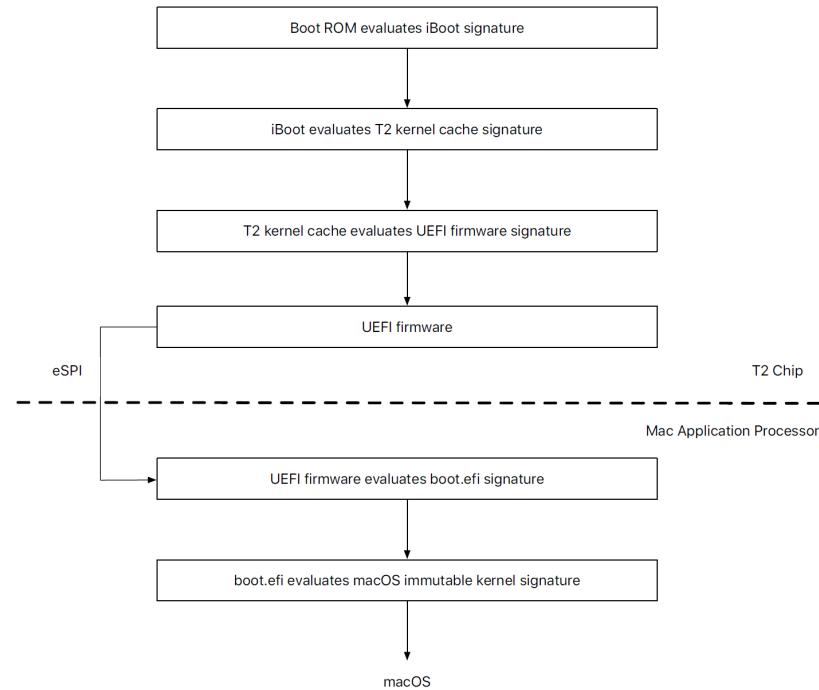 Boot ROM evaluates iBoot signature
iBoot evaluates T2 kernel cache signature
T2 kernel cache evaluates UEFI firmware signature
UEFI firmware
eSPI
T2 Chip
Mac Application Processor
UEFI firmware evaluates boot.efi signature
boot.efi evaluates macOS immutable kernel signature
macOS